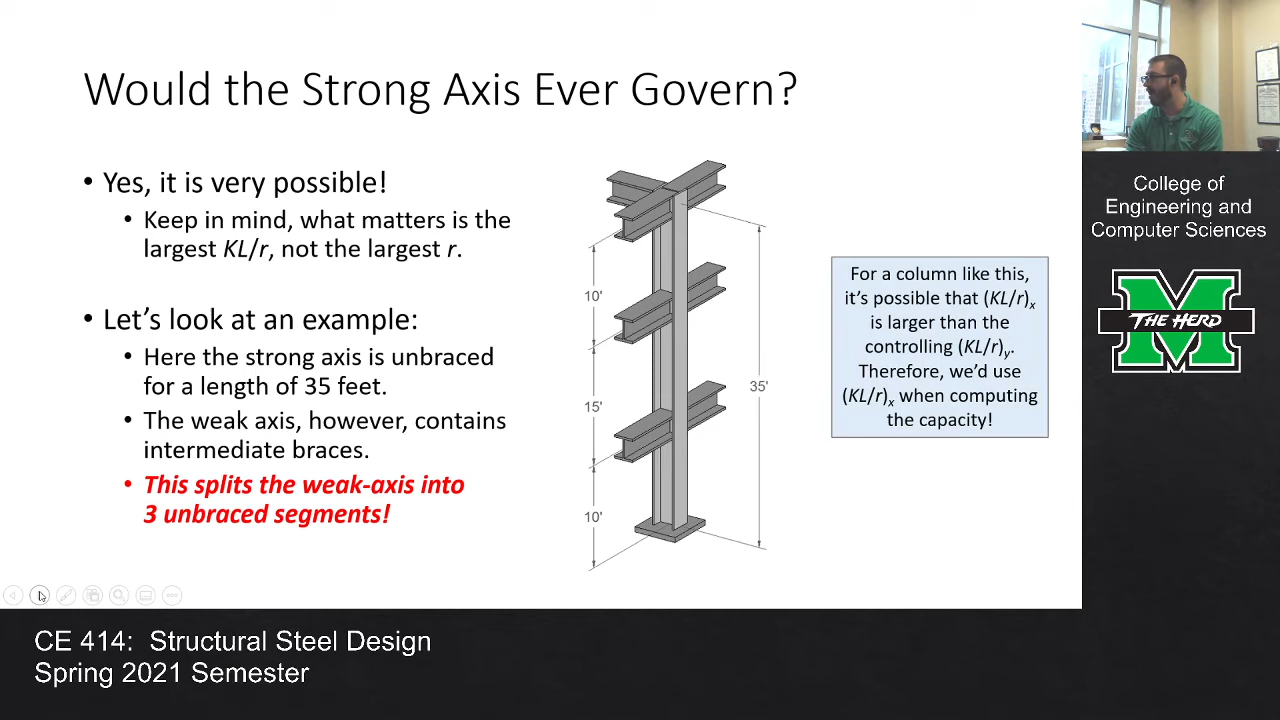 Would the Strong Axis Ever Govern?
• Yes, it is very possible!
• Keep in mind, what matters is the
largest KL/r, not the largest r.
• Let’s look at an example:
• Here the strong axis is unbraced
for a length of 35 feet.
• The weak axis, however, contains
intermediate braces.
• This splits the weak-axis into
3 unbraced segments!
10'
15'
10'
35'
For a column like this,
it’s possible that (KL/r)x
is larger than the
controlling (KL/r)y.
Therefore, we’d use
(KL/r)x when computing
the capacity!
College of
Engineering and
Computer Sciences
THE HERD
CE 414: Structural Steel Design
Spring 2021 Semester